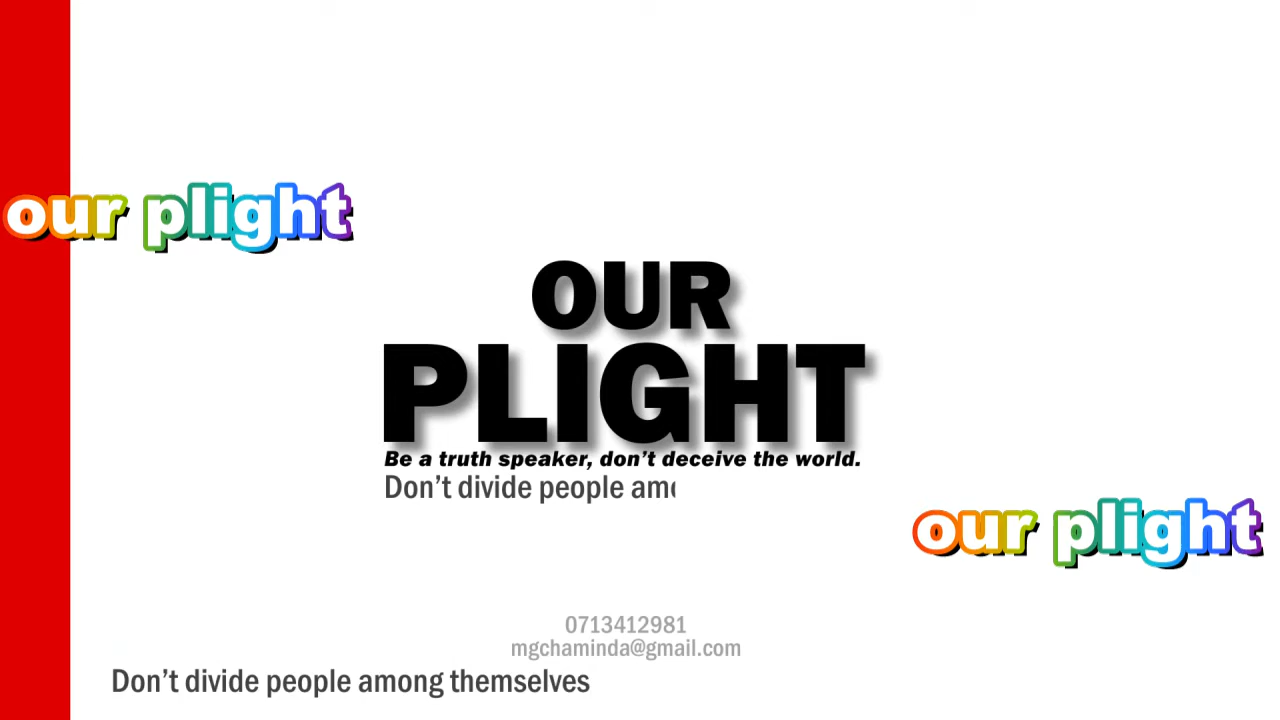 our plight
OUR
PLIGHT
Be a truth speaker, don't deceive the world.
Don't divide people
our plight
0713412981
mgchaminda@gmail.com
Don't divide people among themselves